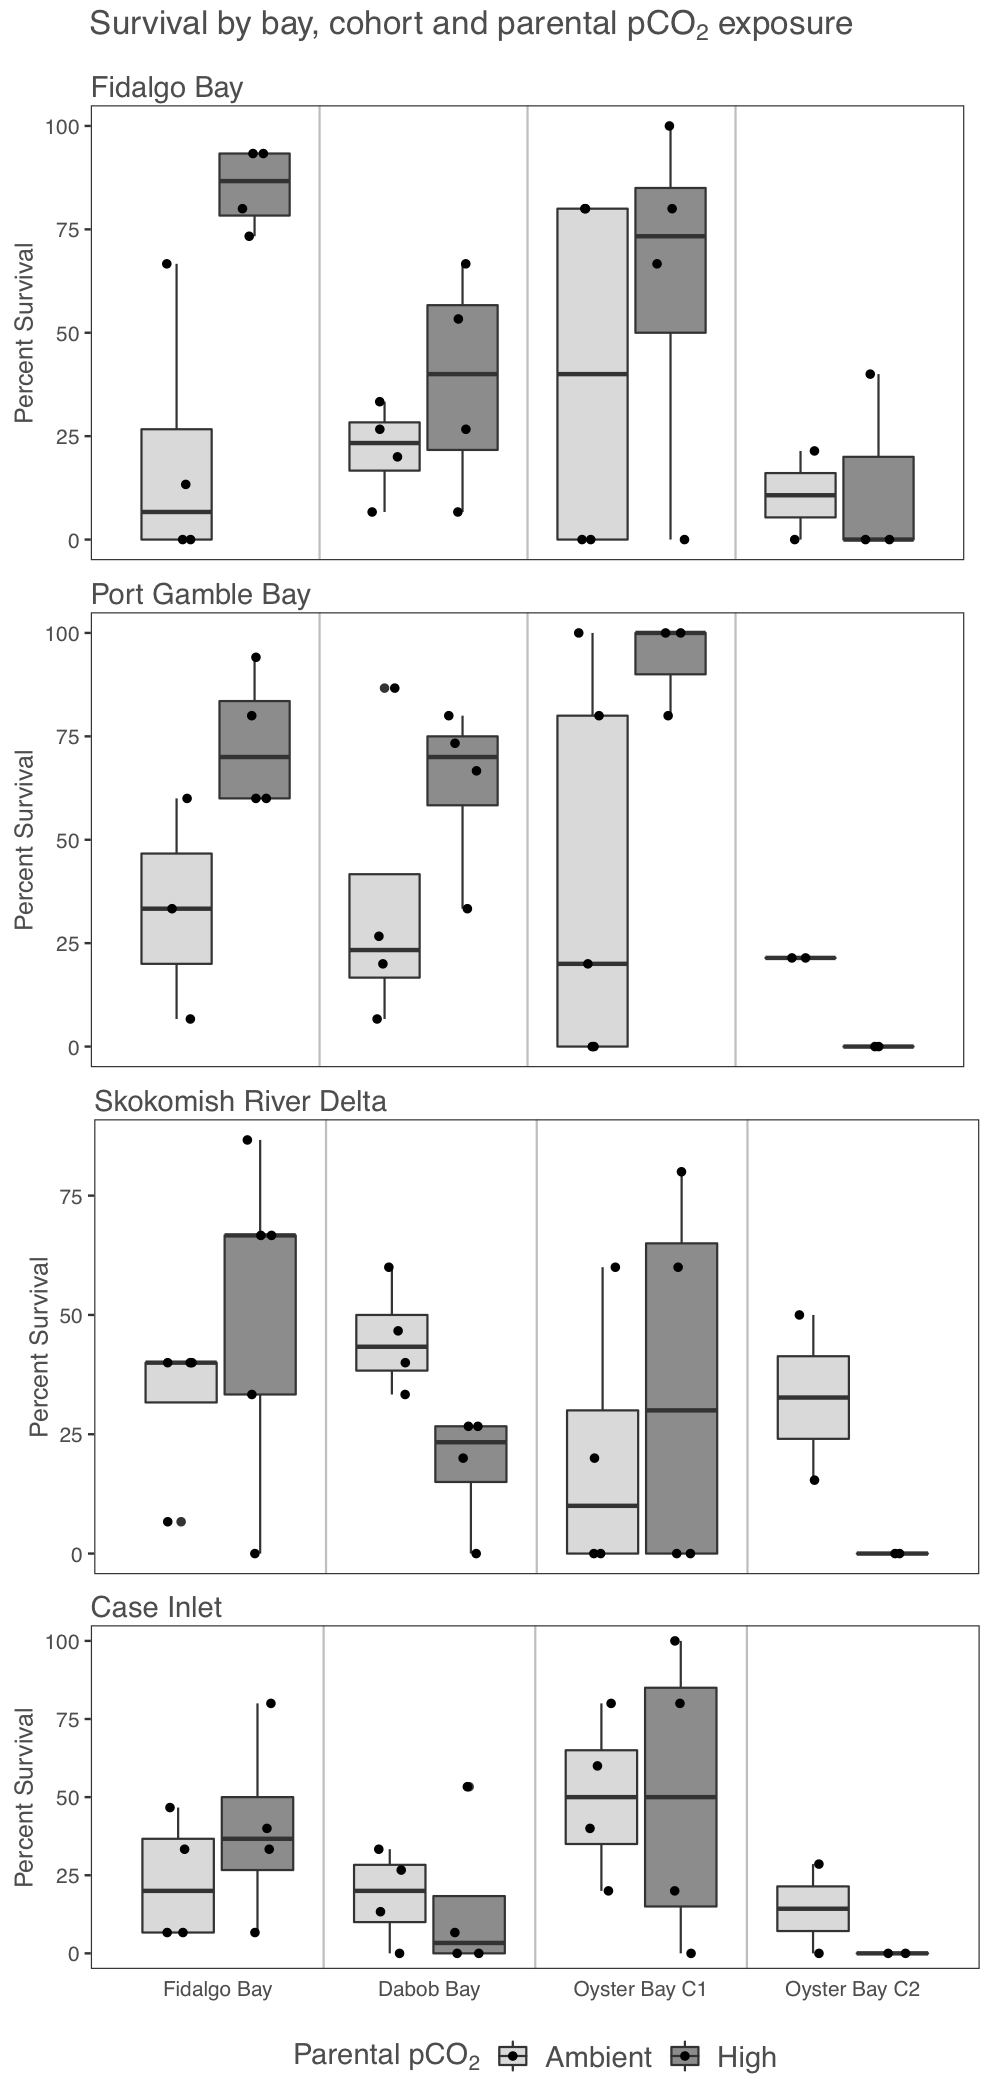 Survival by bay, cohort and parental pCO₂ exposure
Fidalgo Bay
Percent Survival
100
75
50
25
0
Port Gamble Bay
Percent Survival
100
75
50
25
0
Skokomish River Delta
Percent Survival
75
50
25
0
Case Inlet
Percent Survival
100
75
50
25
0
Fidalgo Bay Dabob Bay Oyster Bay C1 Oyster Bay C2
Parental pCO₂ Ambient High